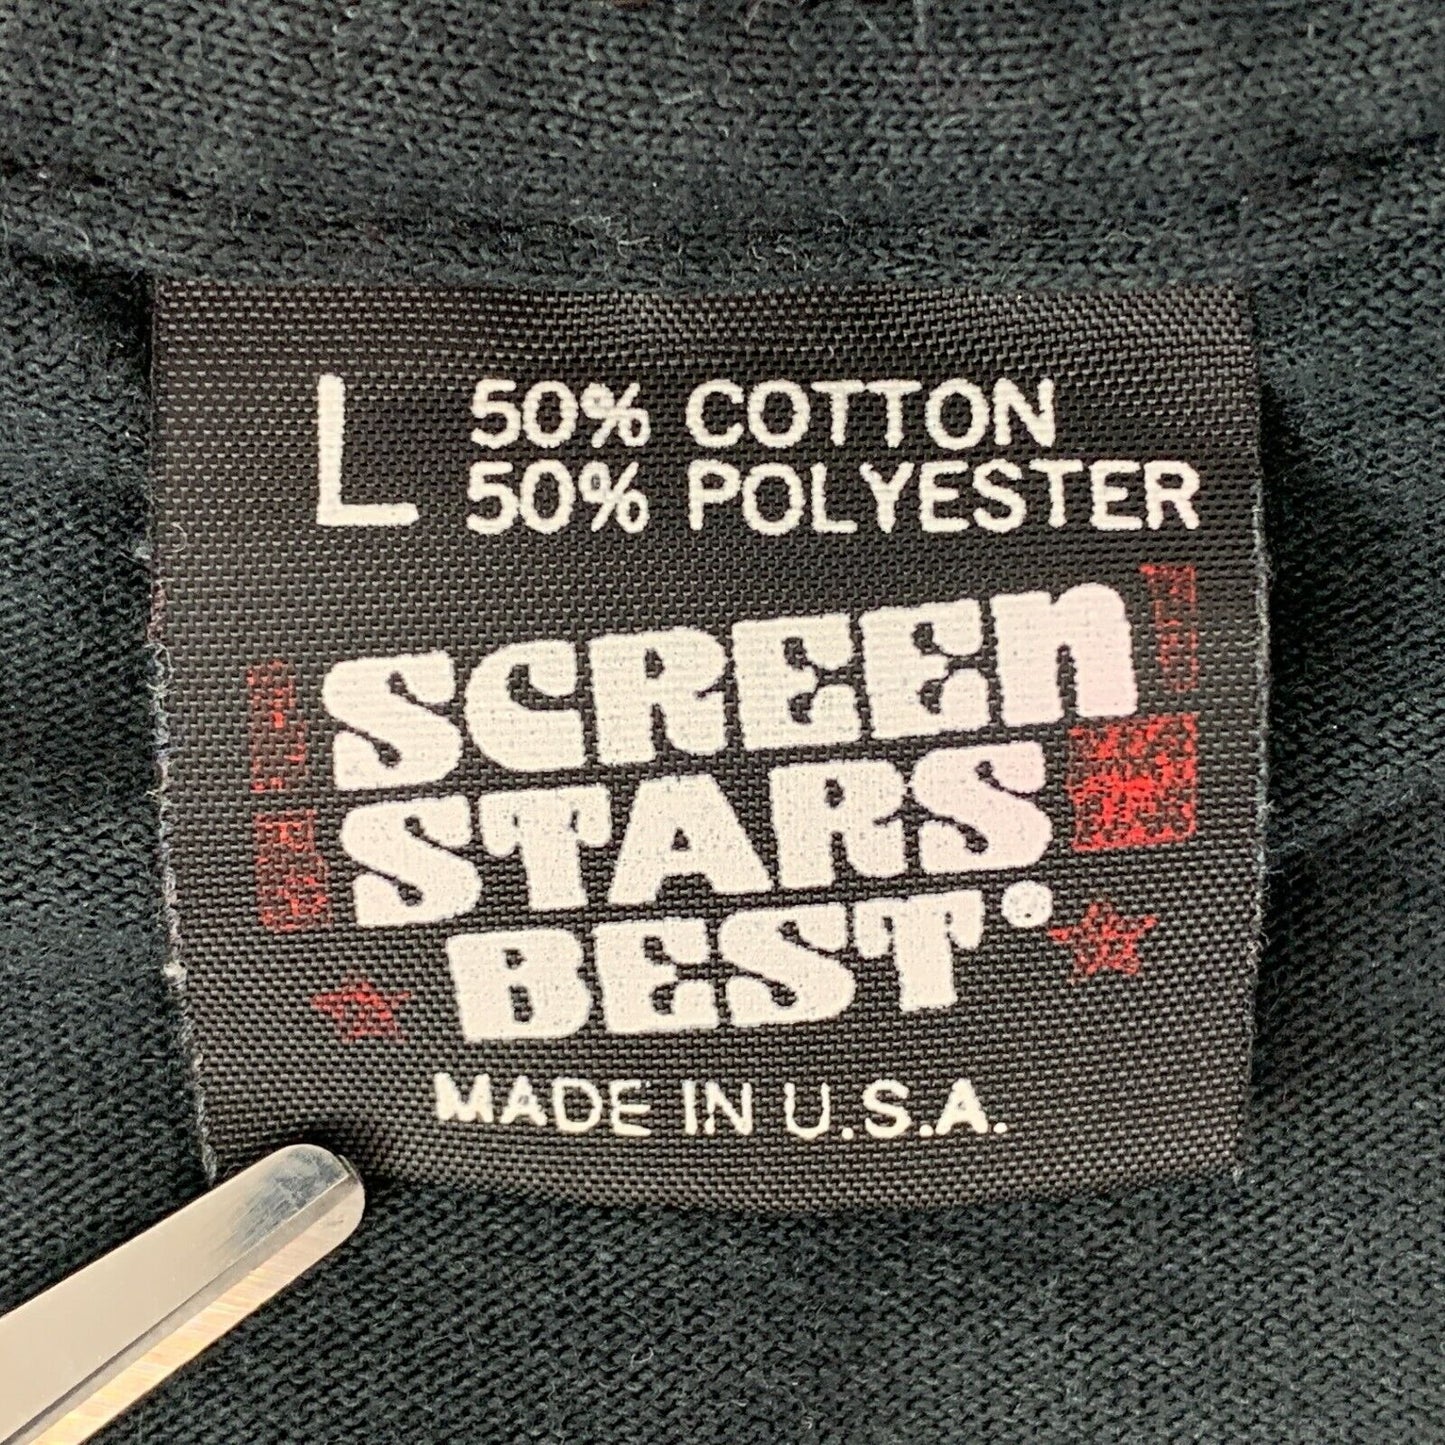 L
50% COTTON
50% POLYESTER
SCREEN
STARS
BEST
MADE IN U.S.A.